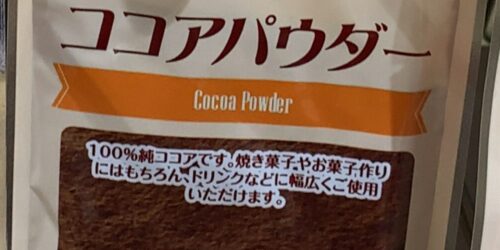 ココアパウダー
Cocoa Powder
100%純ココアです。焼き菓子やお菓子作り
にはもちろん、ドリンクなどに幅広くご使用
いただけます。